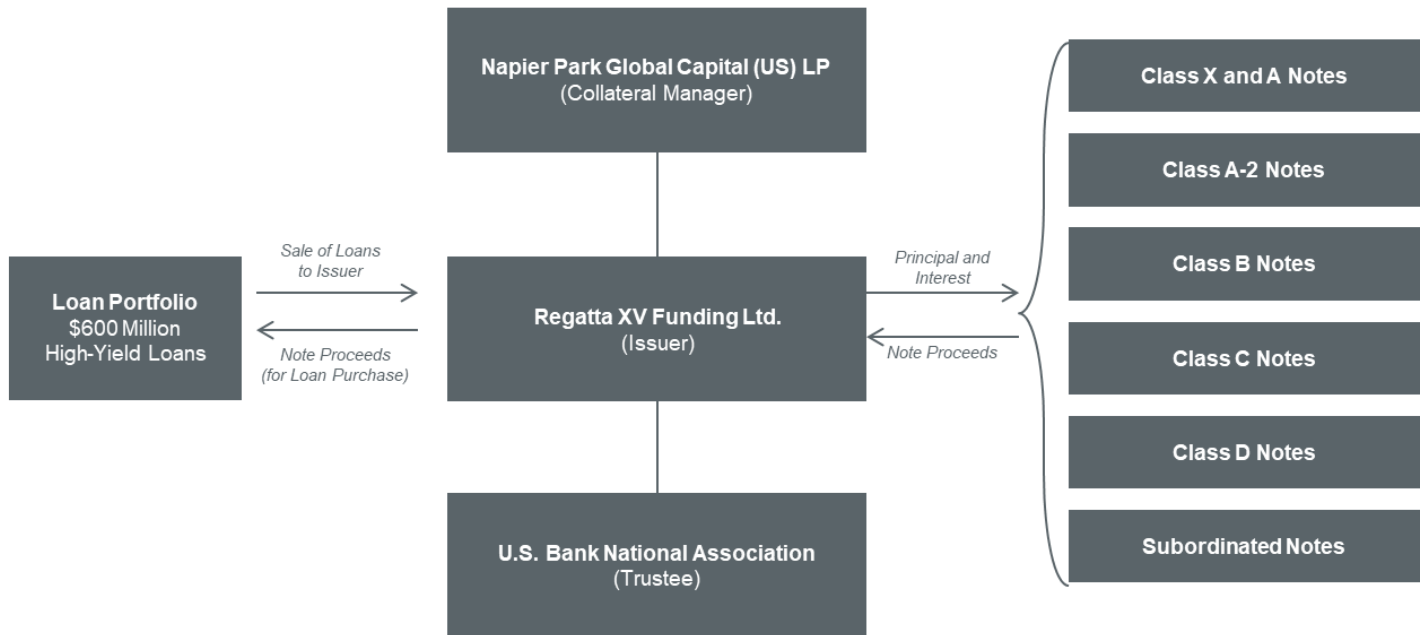 Napier Park Global Capital (US) LP
(Collateral Manager)
Loan Portfolio
$600 Million
High-Yield Loans
Sale of Loans
to Issuer
Note Proceeds
(for Loan Purchase)
Regatta XV Funding Ltd.
(Issuer)
Principal and
Interest
Note Proceeds
U.S. Bank National Association
(Trustee)
Class X and A Notes
Class A-2 Notes
Class B Notes
Class C Notes
Class D Notes
Subordinated Notes